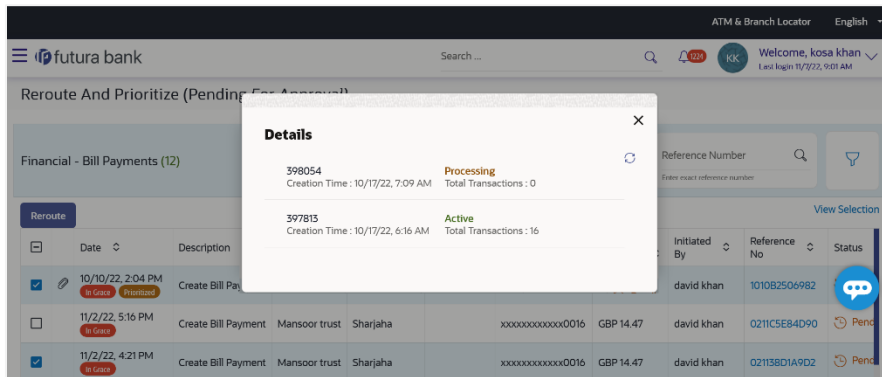 ATM & Branch Locator English
futura bank Search ... 1224 KK Welcome, kosa khan
Last login 11/7/22, 9:01 AM
Reroute And Prioritize (Pending For Approval)
Details
398054 Processing
Creation Time : 10/17/22, 7:09 AM Total Transactions : 0
397813 Active
Creation Time : 10/17/22, 6:16 AM Total Transactions : 16
Financial - Bill Payments (12) Reference Number
Enter exact reference number
Reroute View Selection
Date Description Initiated By Reference No Status
10/10/22, 2:04 PM Create Bill Pay david khan 1010B2506982
In Grace Prioritized
11/2/22, 5:16 PM Create Bill Payment Mansoor trust Sharjaha xxxxxxxxxxxx0016 GBP 14.47 david khan 0211C5E84D90 Pend
In Grace
11/2/22, 4:21 PM Create Bill Payment Mansoor trust Sharjaha xxxxxxxxxxxx0016 GBP 14.47 david khan 02113BD1A9D2 Pend
In Grace